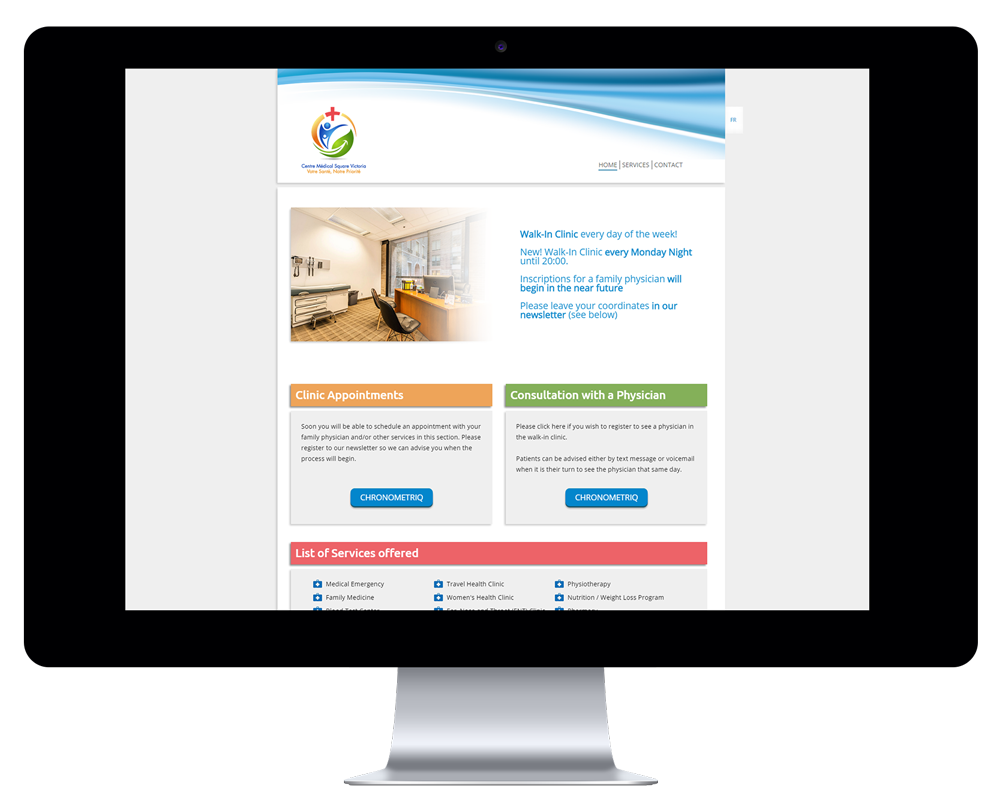 FR
Centre Médical Square Victoria
Votre Santé, Notre Priorité
HOME | SERVICES | CONTACT
Walk-In Clinic every day of the week!
New! Walk-In Clinic every Monday Night
until 20:00.
Inscriptions for a family physician will
begin in the near future
Please leave your coordinates in our
newsletter (see below)
Clinic Appointments
Soon you will be able to schedule an appointment with your
family physician and/or other services in this section. Please
register to our newsletter so we can advise you when the
process will begin.
CHRONOMETRIQ
Consultation with a Physician
Please click here if you wish to register to see a physician in
the walk-in clinic.
Patients can be advised either by text message or voicemail
when it is their turn to see the physician that same day.
CHRONOMETRIQ
List of Services offered
Medical Emergency
Travel Health Clinic
Physiotherapy
Family Medicine
Women's Health Clinic
Nutrition / Weight Loss Program